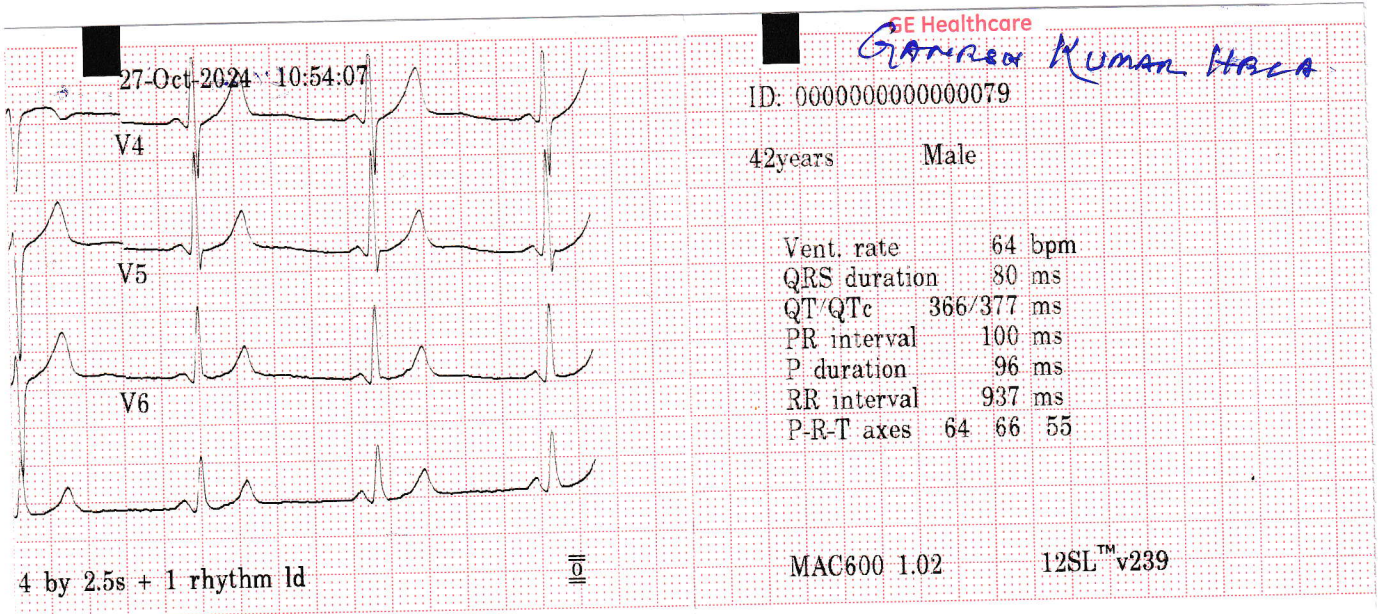 27-Oct-2024 10:54:07
V4
V5
V6
4 by 2.5s + 1 rhythm ld
GE Healthcare
KUMAR
ID: 0000000000000079
42years Male
Vent. rate 64 bpm
QRS duration 80 ms
QT/QTc 366/377 ms
PR interval 100 ms
P duration 96 ms
RR interval 937 ms
P-R-T axes 64 66 55
MAC600 1.02 12SL™v239